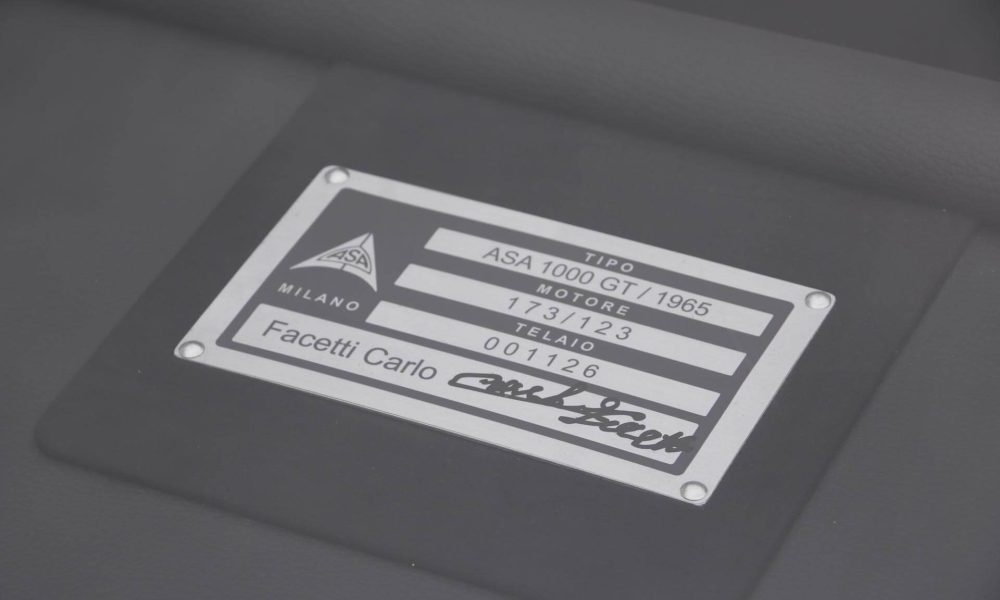 ASA
MILANO
TIPO
ASA 1000 GT / 1965
MOTORE
173/123
TELAIO
001126
Facetti Carlo